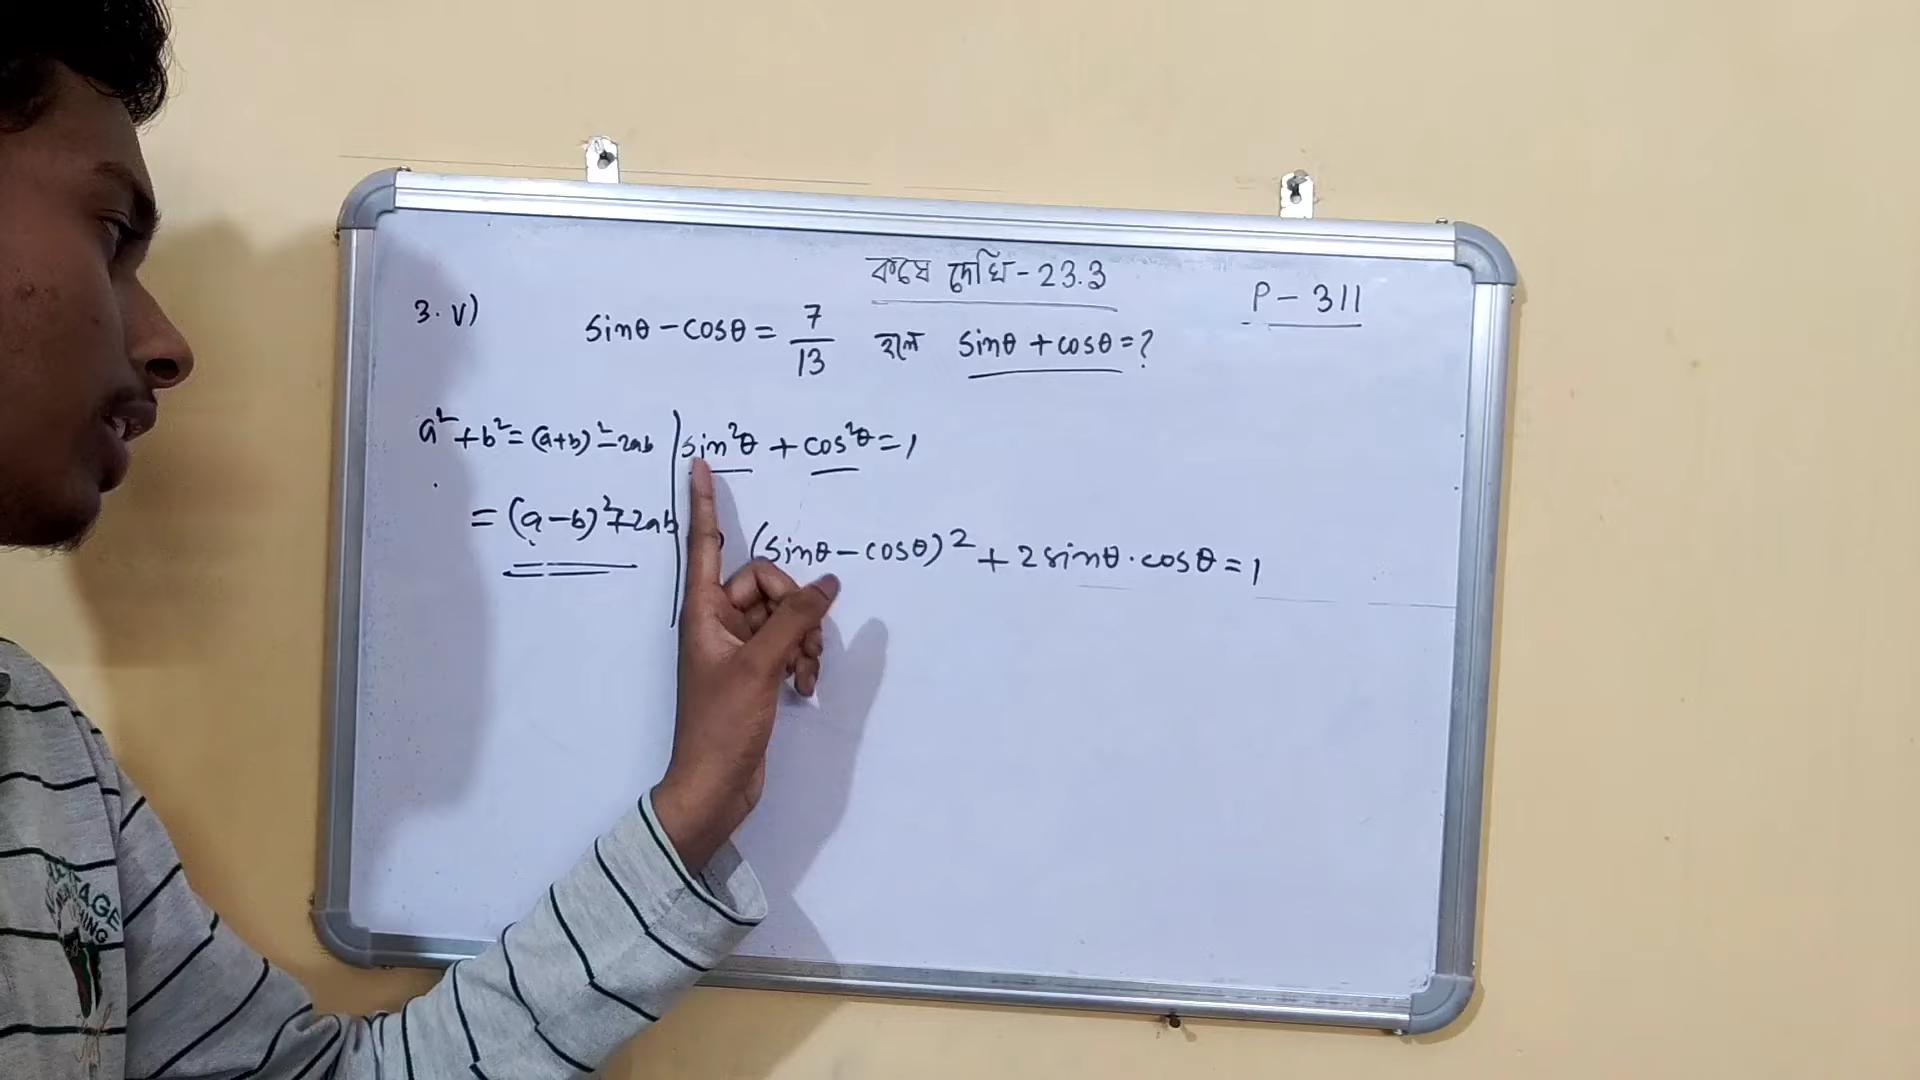 কষে দেখি - 23.3
P - 311
3. v) sinθ - cosθ = 7/13 হলে sinθ + cosθ = ?
a² + b² = (a+b)² - 2ab
= (a-b)² + 2ab
sin²θ + cos²θ = 1
(sinθ - cosθ)² + 2 sinθ · cosθ = 1